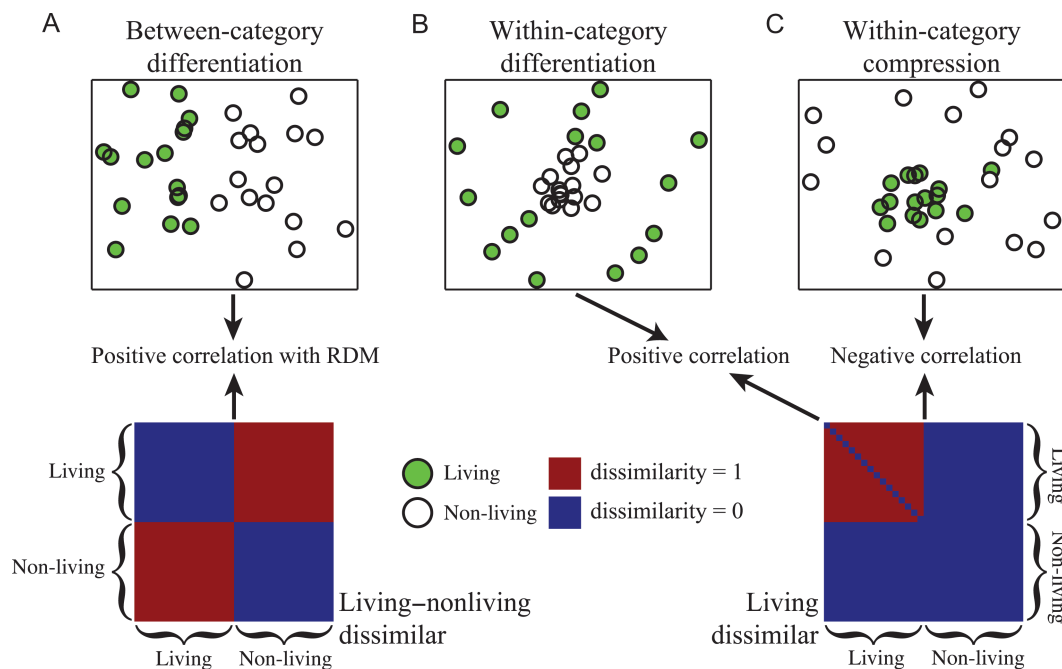 A
Between-category
differentiation
B
Within-category
differentiation
C
Within-category
compression
Positive correlation with RDM
Positive correlation
Negative correlation
Living
Non-living
Living
Non-living
Living–nonliving
dissimilar
Living
Non-living
dissimilarity = 1
dissimilarity = 0
Living
Non-living
Living
dissimilar
Living
Non-living